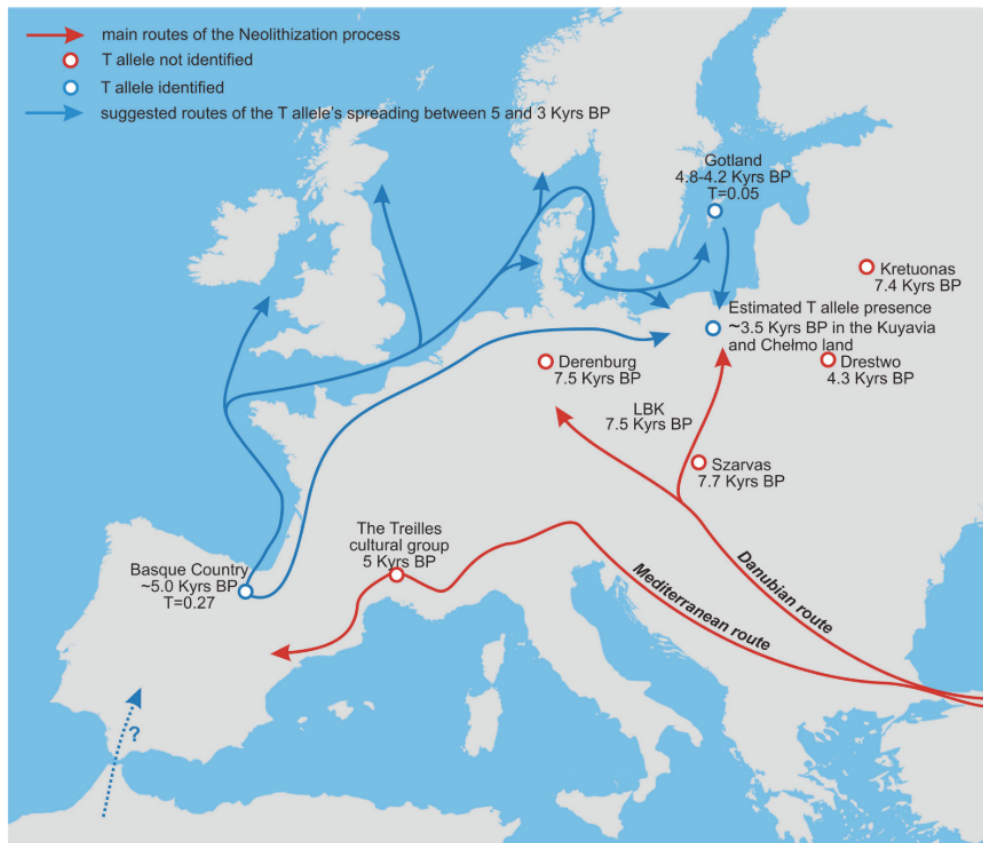 main routes of the Neolithization process
T allele not identified
T allele identified
suggested routes of the T allele's spreading between 5 and 3 Kyrs BP
Gotland
4.8-4.2 Kyrs BP
T=0.05
Kretuonas
7.4 Kyrs BP
Estimated T allele presence
~3.5 Kyrs BP in the Kuyavia
and Chełmo land
Derenburg
7.5 Kyrs BP
Drestwo
4.3 Kyrs BP
LBK
7.5 Kyrs BP
Szarvas
7.7 Kyrs BP
The Treilles
cultural group
5 Kyrs BP
Basque Country
~5.0 Kyrs BP
T=0.27
Mediterranean route
Danubian route
?